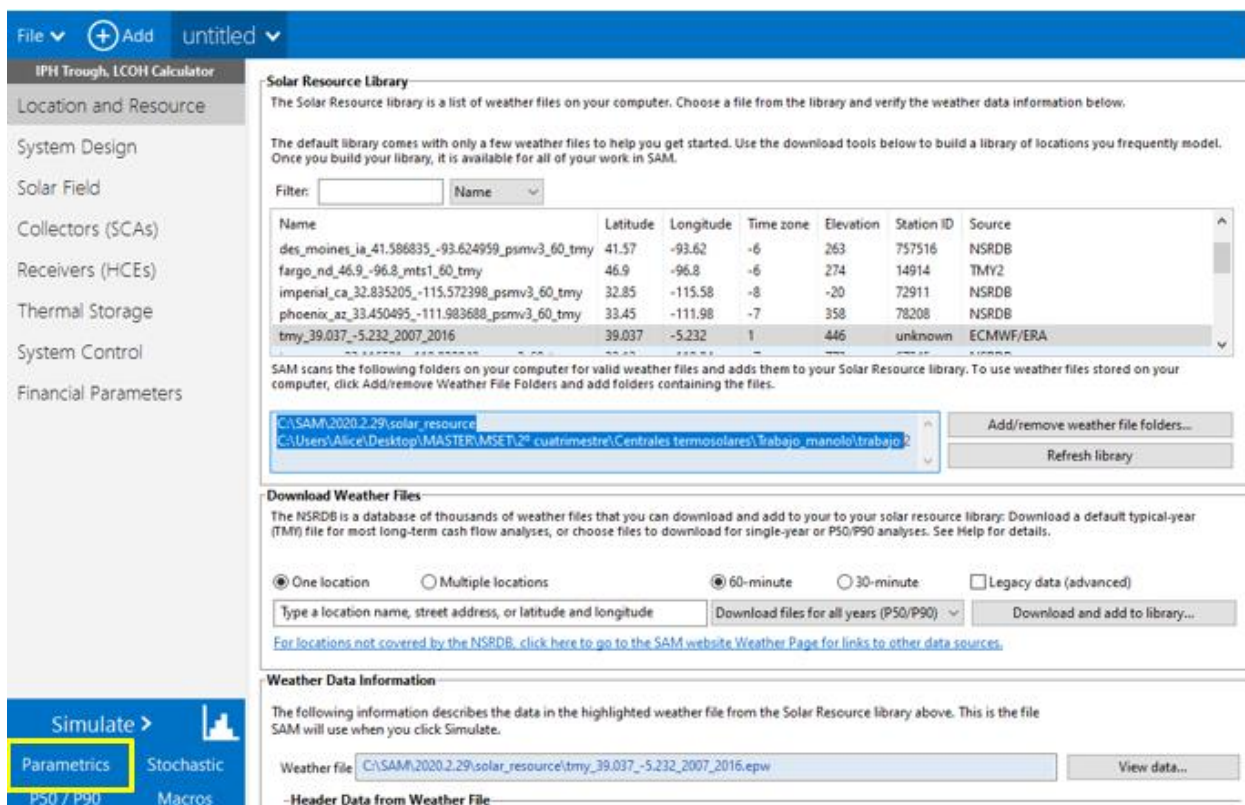 File Add untitled
IPH Trough, LCOH Calculator
Location and Resource
System Design
Solar Field
Collectors (SCAs)
Receivers (HCEs)
Thermal Storage
System Control
Financial Parameters
Simulate >
Parametrics Stochastic
P50 / P90 Macros
Solar Resource Library
The Solar Resource library is a list of weather files on your computer. Choose a file from the library and verify the weather data information below.
The default library comes with only a few weather files to help you get started. Use the download tools below to build a library of locations you frequently model.
Once you build your library, it is available for all of your work in SAM.
Filter: Name
Name Latitude Longitude Time zone Elevation Station ID Source
des_moines_ia_41.586835_-93.624959_psmv3_60_tmy 41.57 -93.62 -6 263 757516 NSRDB
fargo_nd_46.9_-96.8_mts1_60_tmy 46.9 -96.8 -6 274 14914 TMY2
imperial_ca_32.835205_-115.572398_psmv3_60_tmy 32.85 -115.58 -8 -20 72911 NSRDB
phoenix_az_33.450495_-111.983688_psmv3_60_tmy 33.45 -111.98 -7 358 78208 NSRDB
tmy_39.037_-5.232_2007_2016 39.037 -5.232 1 446 unknown ECMWF/ERA
SAM scans the following folders on your computer for valid weather files and adds them to your Solar Resource library. To use weather files stored on your
computer, click Add/remove Weather File Folders and add folders containing the files.
C:\SAM\2020.2.29\solar_resource
C:\Users\Alice\Desktop\MASTER\MSET\2º cuatrimestre\Centrales termosolares\Trabajo_manolo\trabajo 2
Add/remove weather file folders...
Refresh library
Download Weather Files
The NSRDB is a database of thousands of weather files that you can download and add to your to your solar resource library: Download a default typical-year
(TMY) file for most long-term cash flow analyses, or choose files to download for single-year or P50/P90 analyses. See Help for details.
One location Multiple locations 60-minute 30-minute Legacy data (advanced)
Type a location name, street address, or latitude and longitude Download files for all years (P50/P90) Download and add to library...
For locations not covered by the NSRDB, click here to go to the SAM website Weather Page for links to other data sources.
Weather Data Information
The following information describes the data in the highlighted weather file from the Solar Resource library above. This is the file
SAM will use when you click Simulate.
Weather file C:\SAM\2020.2.29\solar_resource\tmy_39.037_-5.232_2007_2016.epw View data...
Header Data from Weather File